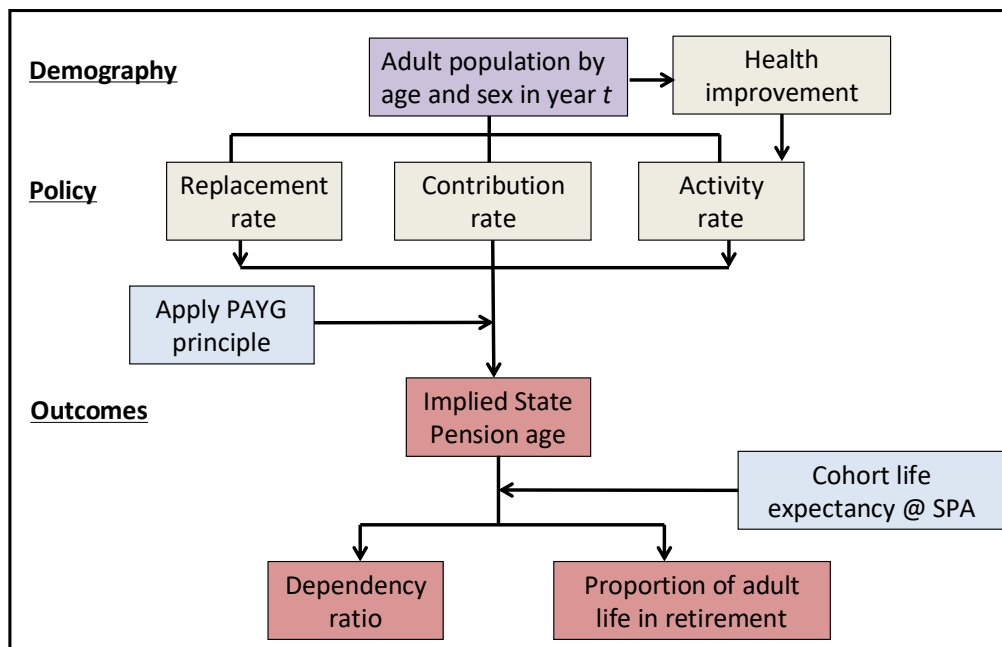 Demography
Adult population by
age and sex in year t
Health
improvement
Policy
Replacement
rate
Contribution
rate
Activity
rate
Apply PAYG
principle
Outcomes
Implied State
Pension age
Cohort life
expectancy @ SPA
Dependency
ratio
Proportion of adult
life in retirement